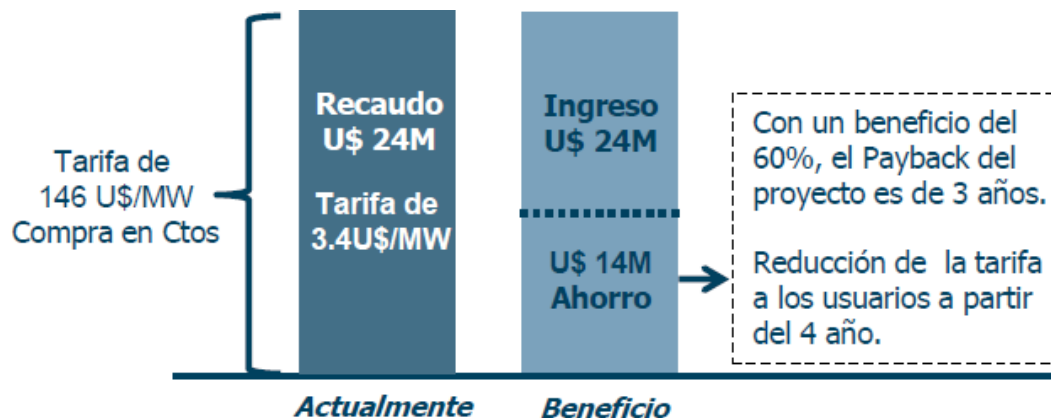 Tarifa de
146 U$/MW
Compra en Ctos
Recaudo
U$ 24M
Tarifa de
3.4U$/MW
Ingreso
U$ 24M
U$ 14M
Ahorro
Con un beneficio del
60%, el Payback del
proyecto es de 3 años.
Reducción de la tarifa
a los usuarios a partir
del 4 año.
Actualmente
Beneficio